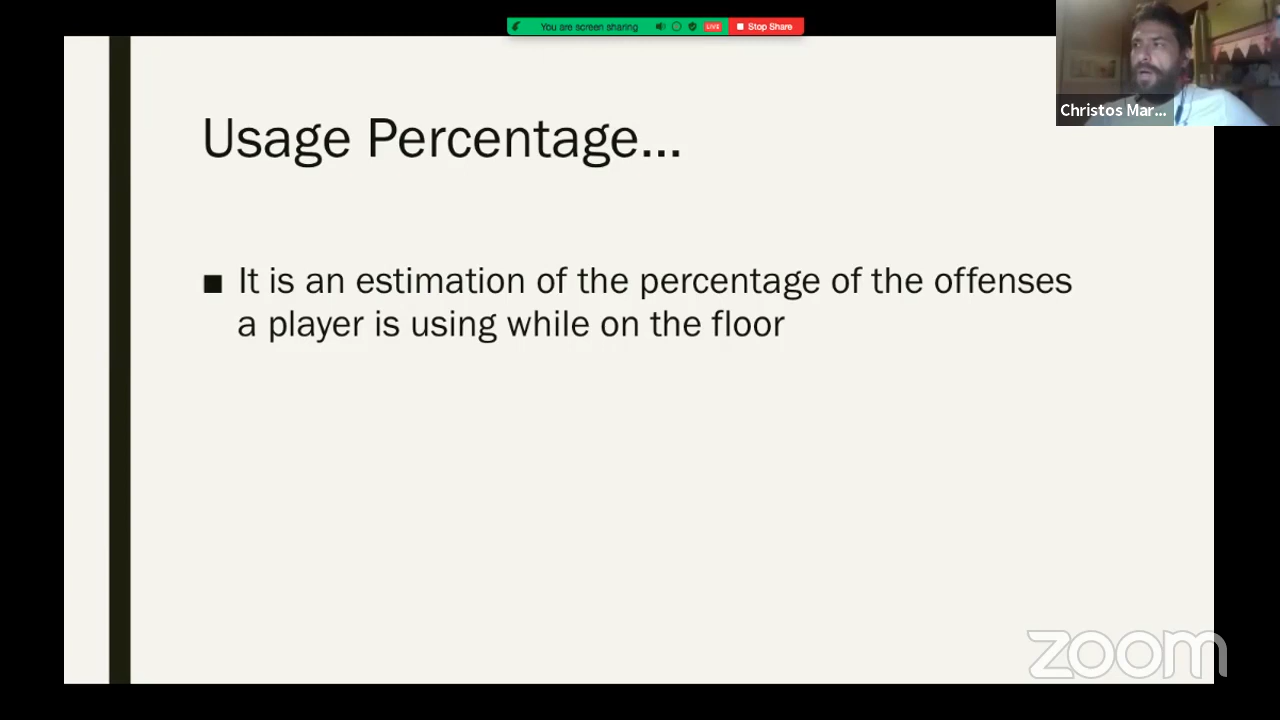 You are screen sharing
LIVE
Stop Share
Christos Mar...
Usage Percentage...
■ It is an estimation of the percentage of the offenses
a player is using while on the floor
zoom